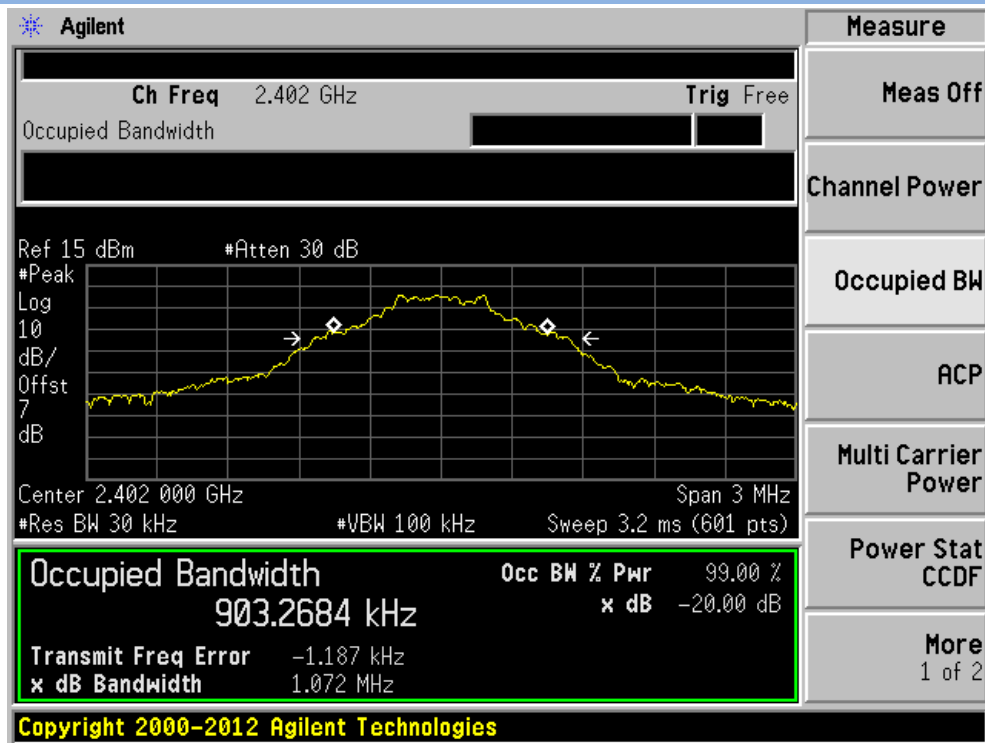 Agilent
Measure
Ch Freq 2.402 GHz Trig Free
Occupied Bandwidth
Ref 15 dBm #Atten 30 dB
#Peak
Log
10
dB/
Offst
7
dB
Center 2.402 000 GHz Span 3 MHz
#Res BW 30 kHz #VBW 100 kHz Sweep 3.2 ms (601 pts)
Occupied Bandwidth Occ BW % Pwr 99.00 %
903.2684 kHz x dB -20.00 dB
Transmit Freq Error -1.187 kHz
x dB Bandwidth 1.072 MHz
Meas Off
Channel Power
Occupied BW
ACP
Multi Carrier
Power
Power Stat
CCDF
More
1 of 2
Copyright 2000-2012 Agilent Technologies